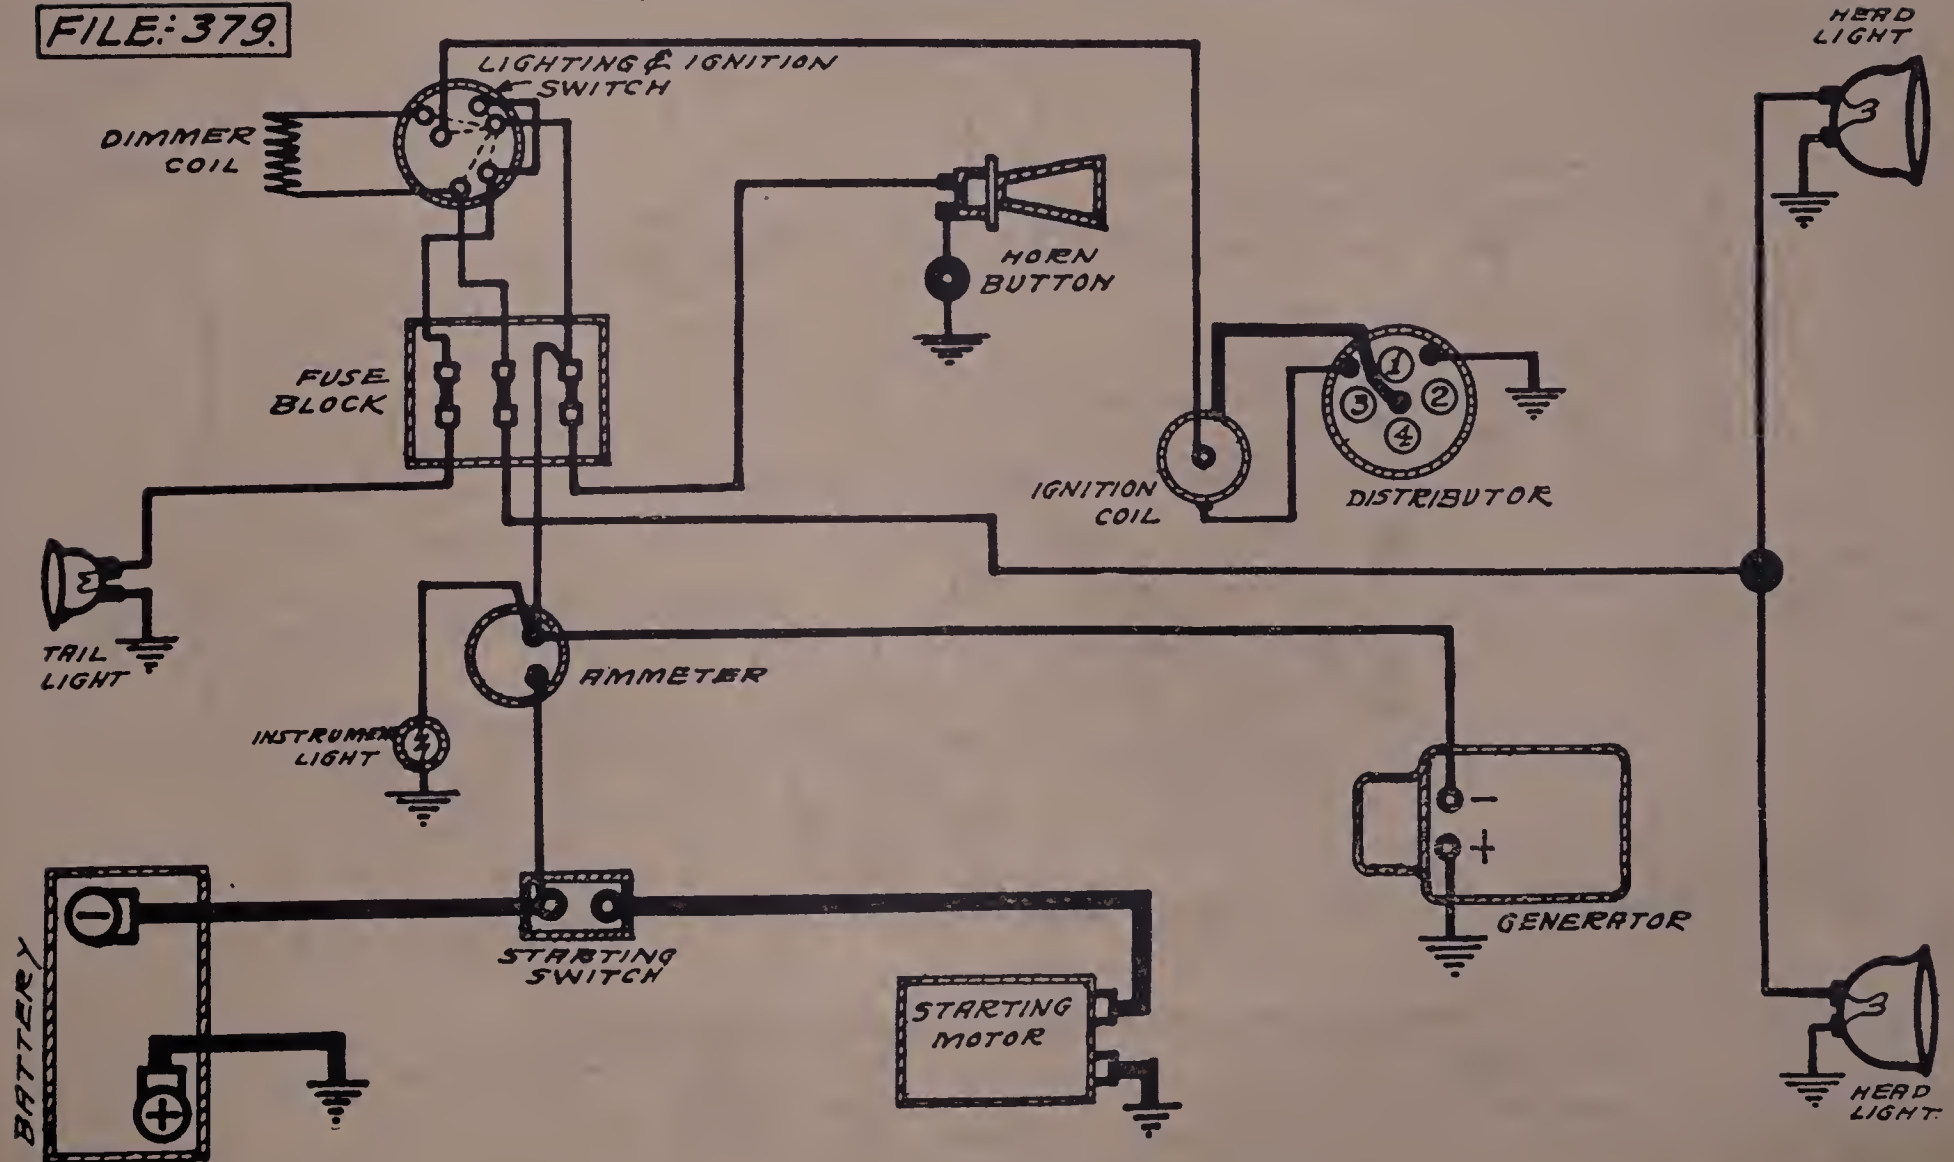 FILE:379.
LIGHTING & IGNITION
SWITCH
HEAD
LIGHT
DIMMER
COIL
HORN
BUTTON
FUSE
BLOCK
1
2
3
4
IGNITION
COIL
DISTRIBUTOR
TAIL
LIGHT
AMMETER
INSTRUMENT
LIGHT
-
+
GENERATOR
BATTERY
-
+
STARTING
SWITCH
STARTING
MOTOR
HEAD
LIGHT.